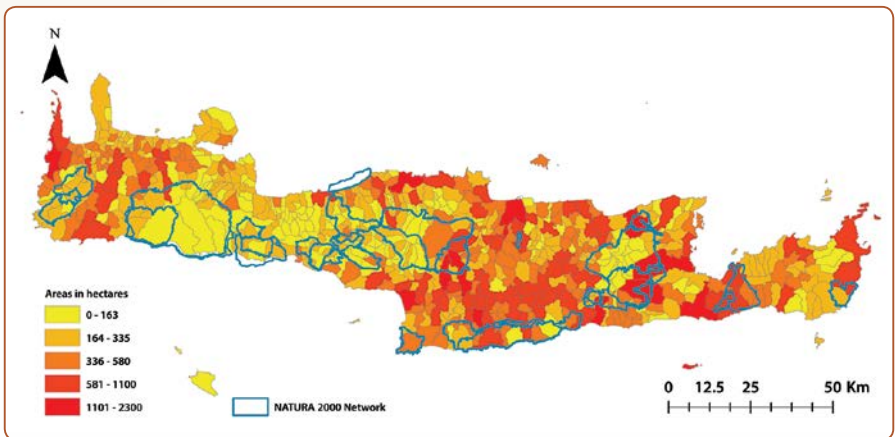 N
Areas in hectares
0 - 163
164 - 335
336 - 580
581 - 1100
1101 - 2300
NATURA 2000 Network
0 12.5 25 50 Km